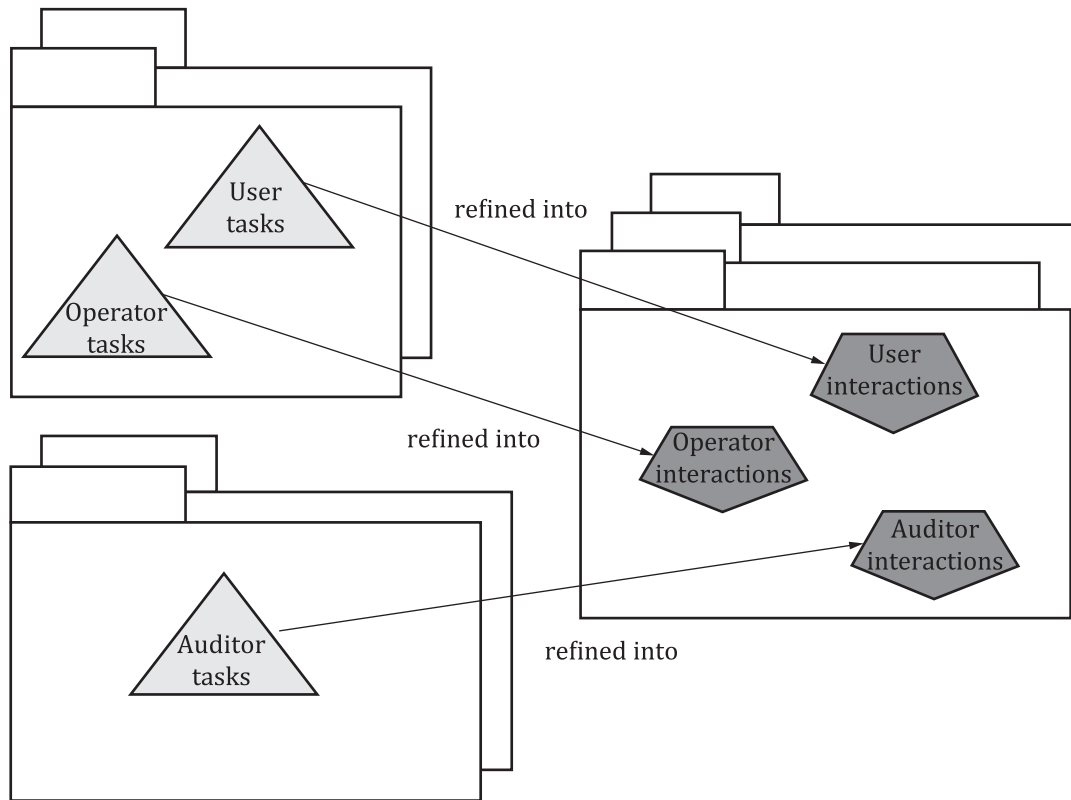 User
tasks
refined into
Operator
tasks
User
interactions
refined into
Operator
interactions
Auditor
interactions
Auditor
tasks
refined into